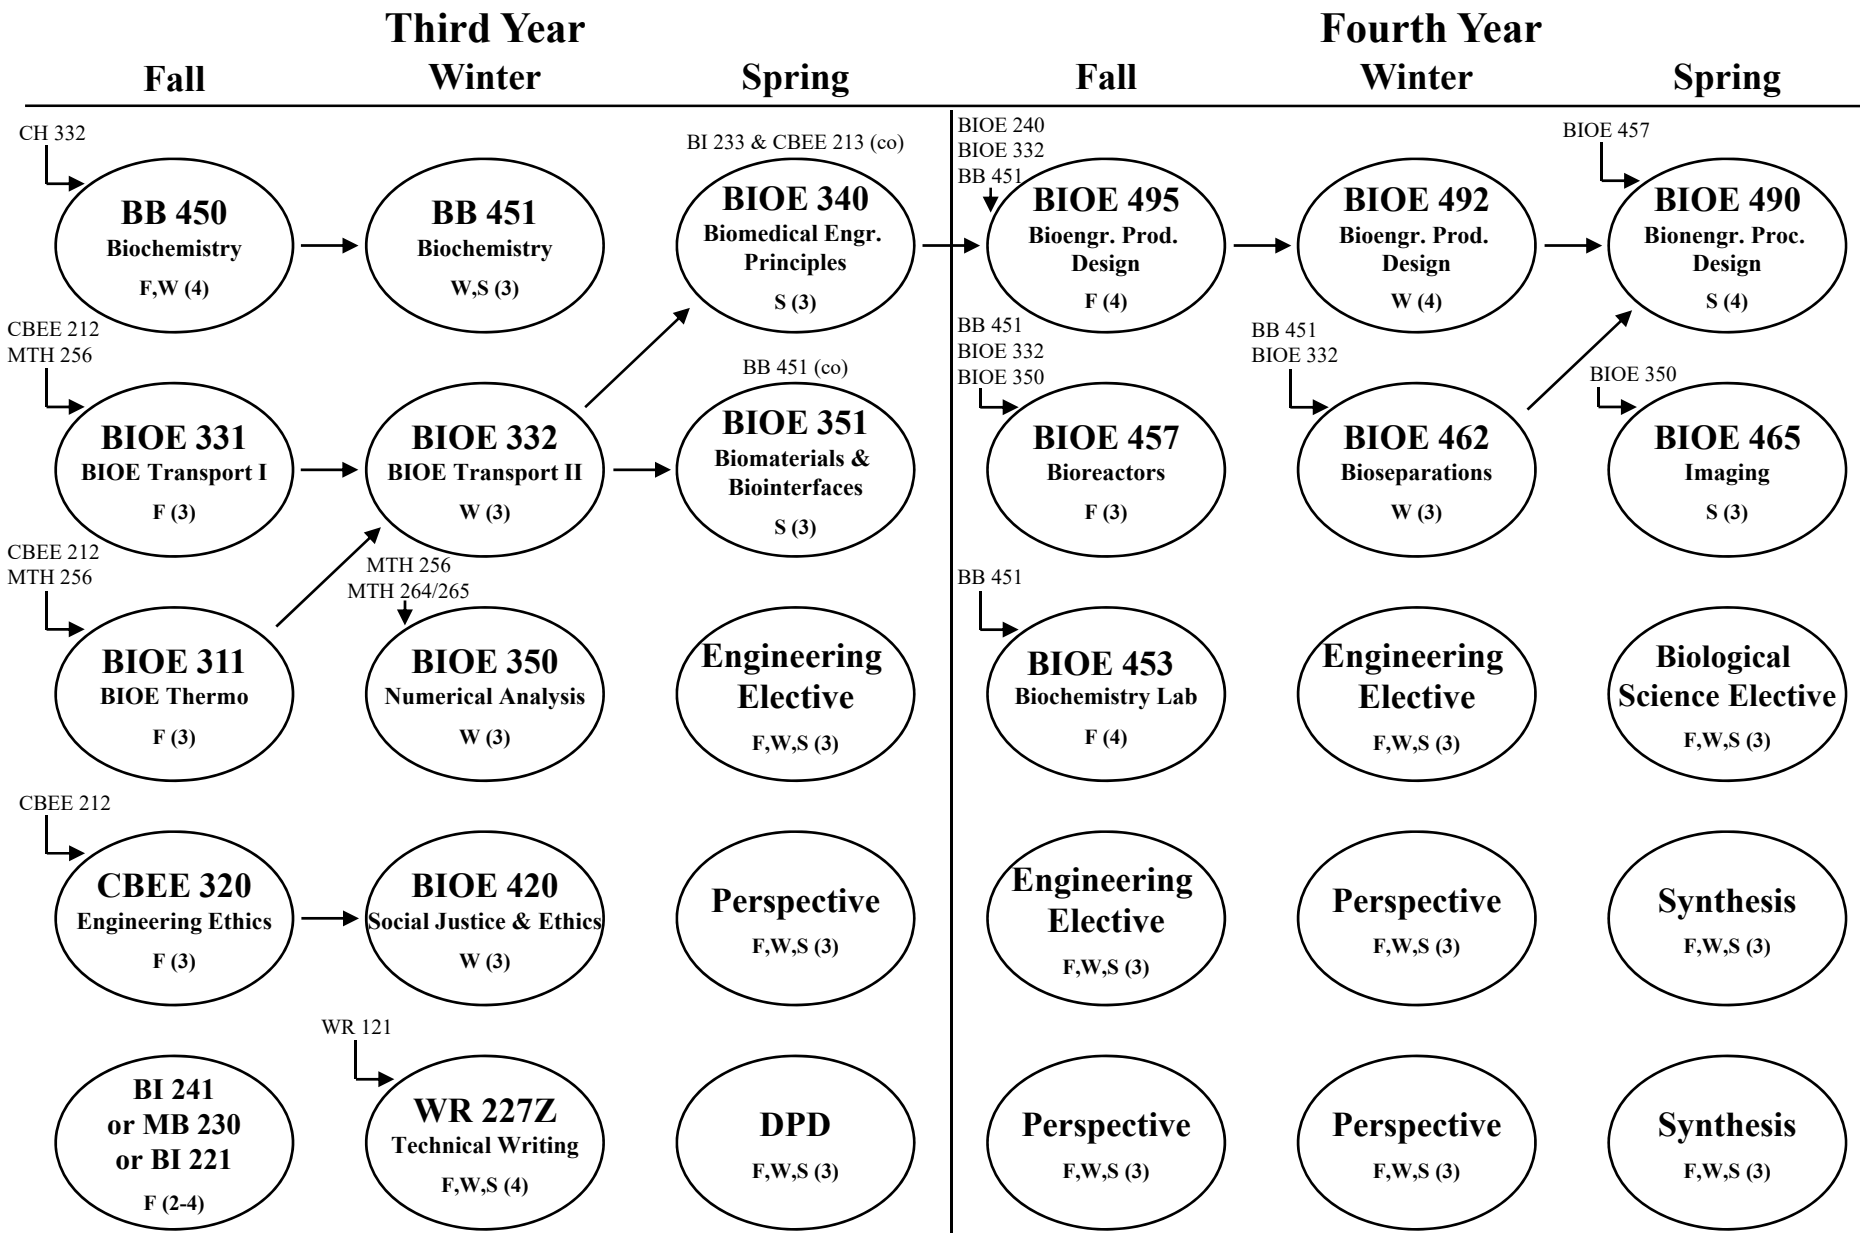 Third Year
Fourth Year
Fall
Winter
Spring
Fall
Winter
Spring
CH 332
BB 450
Biochemistry
F,W (4)
BB 451
Biochemistry
W,S (3)
BI 233 & CBEE 213 (co)
BIOE 340
Biomedical Engr.
Principles
S (3)
BIOE 240
BIOE 332
BB 451
BIOE 495
Bioengr. Prod.
Design
F (4)
BIOE 492
Bioengr. Prod.
Design
W (4)
BIOE 457
BIOE 490
Bionengr. Proc.
Design
S (4)
CBEE 212
MTH 256
BIOE 331
BIOE Transport I
F (3)
BIOE 332
BIOE Transport II
W (3)
BB 451 (co)
BIOE 351
Biomaterials &
Biointerfaces
S (3)
BB 451
BIOE 332
BIOE 350
BIOE 457
Bioreactors
F (3)
BB 451
BIOE 332
BIOE 462
Bioseparations
W (3)
BIOE 350
BIOE 465
Imaging
S (3)
CBEE 212
MTH 256
BIOE 311
BIOE Thermo
F (3)
MTH 256
MTH 264/265
BIOE 350
Numerical Analysis
W (3)
Engineering
Elective
F,W,S (3)
BB 451
BIOE 453
Biochemistry Lab
F (4)
Engineering
Elective
F,W,S (3)
Biological
Science Elective
F,W,S (3)
CBEE 212
CBEE 320
Engineering Ethics
F (3)
BIOE 420
Social Justice & Ethics
W (3)
Perspective
F,W,S (3)
Engineering
Elective
F,W,S (3)
Perspective
F,W,S (3)
Synthesis
F,W,S (3)
BI 241
or MB 230
or BI 221
F (2-4)
WR 121
WR 227Z
Technical Writing
F,W,S (4)
DPD
F,W,S (3)
Perspective
F,W,S (3)
Perspective
F,W,S (3)
Synthesis
F,W,S (3)